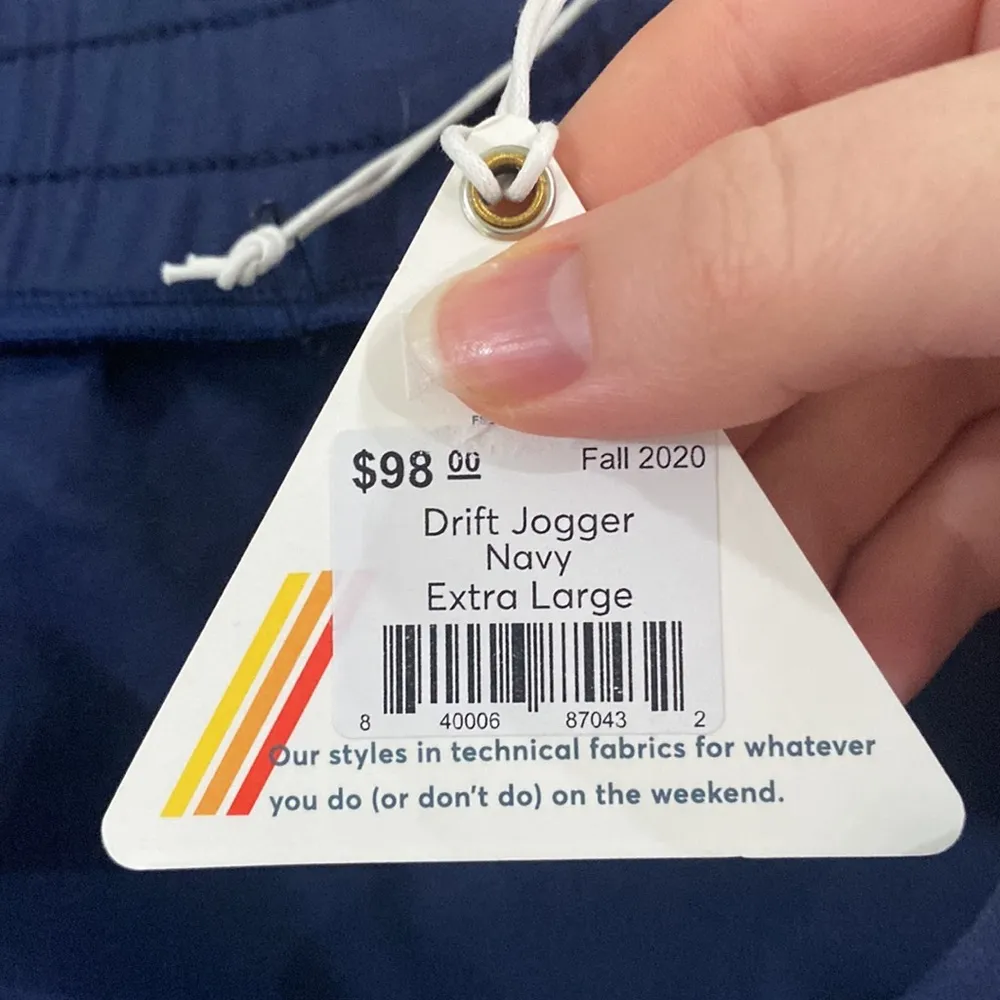 $98 00 Fall 2020
Drift Jogger
Navy
Extra Large
8 40006 87043 2
Our styles in technical fabrics for whatever
you do (or don't do) on the weekend.